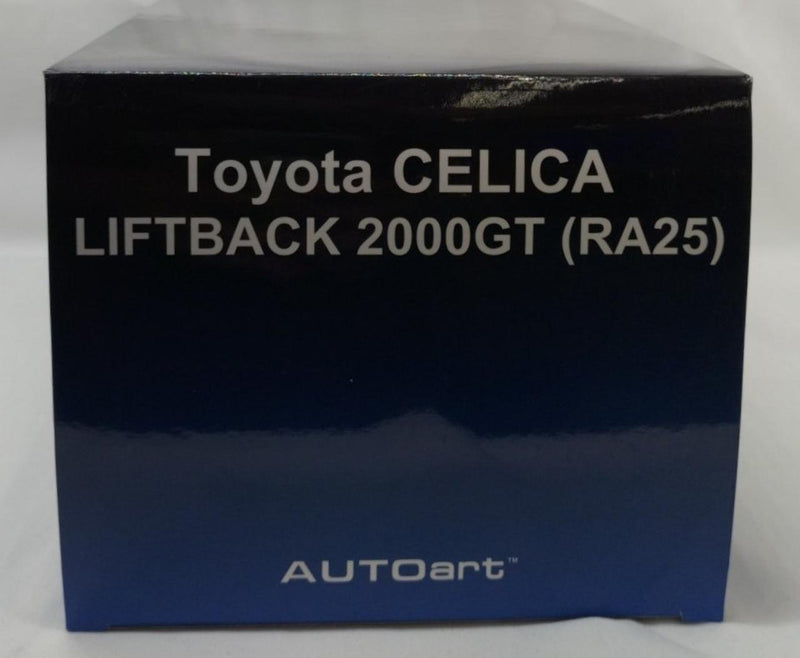 Toyota CELICA
LIFTBACK 2000GT (RA25)
AUTOart™